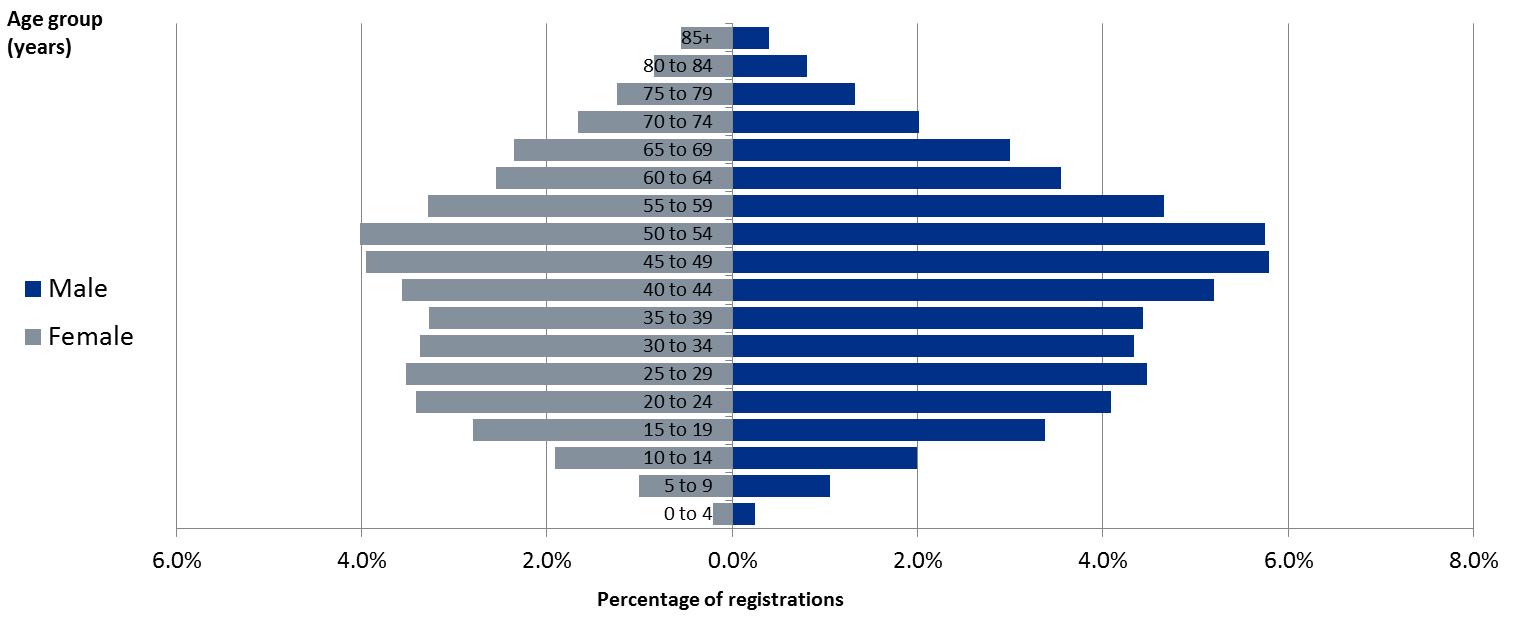 Age group
(years)
85+
80 to 84
75 to 79
70 to 74
65 to 69
60 to 64
55 to 59
50 to 54
45 to 49
40 to 44
35 to 39
30 to 34
25 to 29
20 to 24
15 to 19
10 to 14
5 to 9
0 to 4
Male
Female
6.0% 4.0% 2.0% 0.0% 2.0% 4.0% 6.0% 8.0%
Percentage of registrations